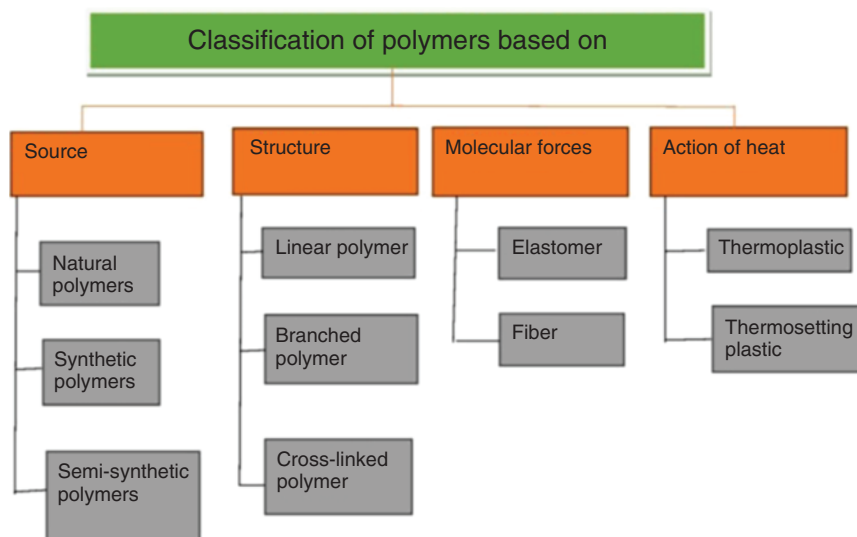 Classification of polymers based on
Source
Natural
polymers
Synthetic
polymers
Semi-synthetic
polymers
Structure
Linear polymer
Branched
polymer
Cross-linked
polymer
Molecular forces
Elastomer
Fiber
Action of heat
Thermoplastic
Thermosetting
plastic